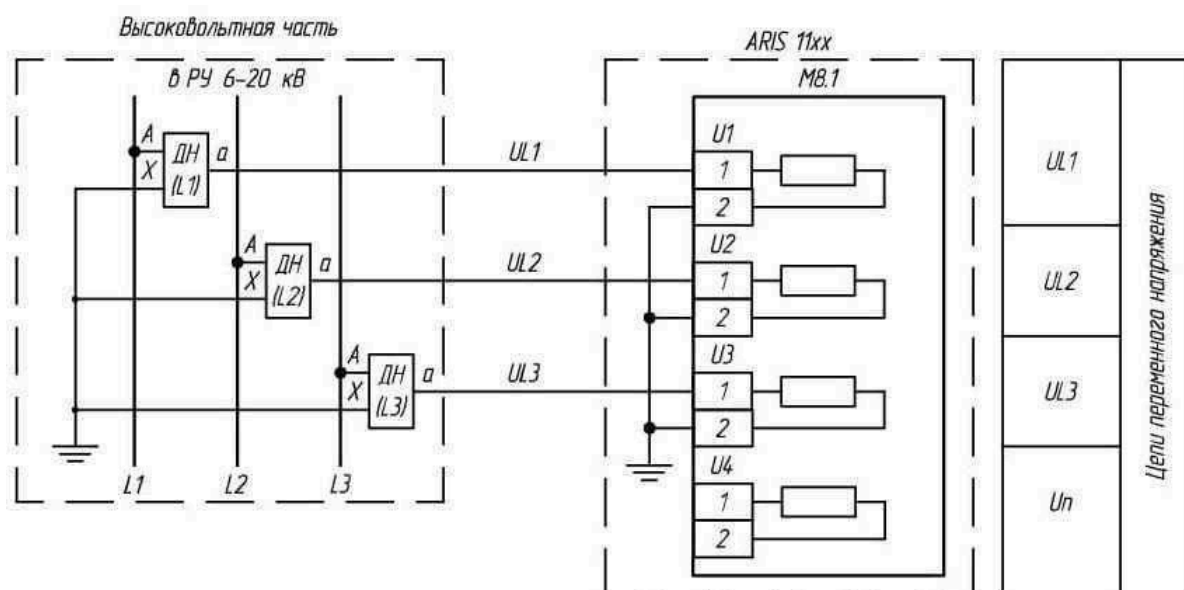 Высоковольтная часть
в РУ 6-20 кВ
A
X
ДН
(L1)
a
UL1
A
X
ДН
(L2)
a
UL2
A
X
ДН
(L3)
a
UL3
L1
L2
L3
ARIS 11xx
M8.1
U1
1
2
U2
1
2
U3
1
2
U4
1
2
UL1
UL2
UL3
Un
Цепи переменного напряжения